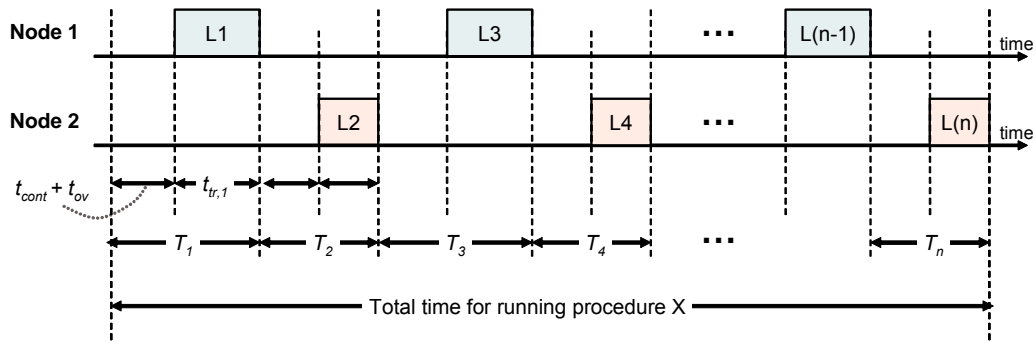 Node 1
L1
L3
...
L(n-1)
time
Node 2
L2
L4
...
L(n)
time
t_cont + t_ov
t_tr,1
T_1
T_2
T_3
T_4
...
T_n
Total time for running procedure X